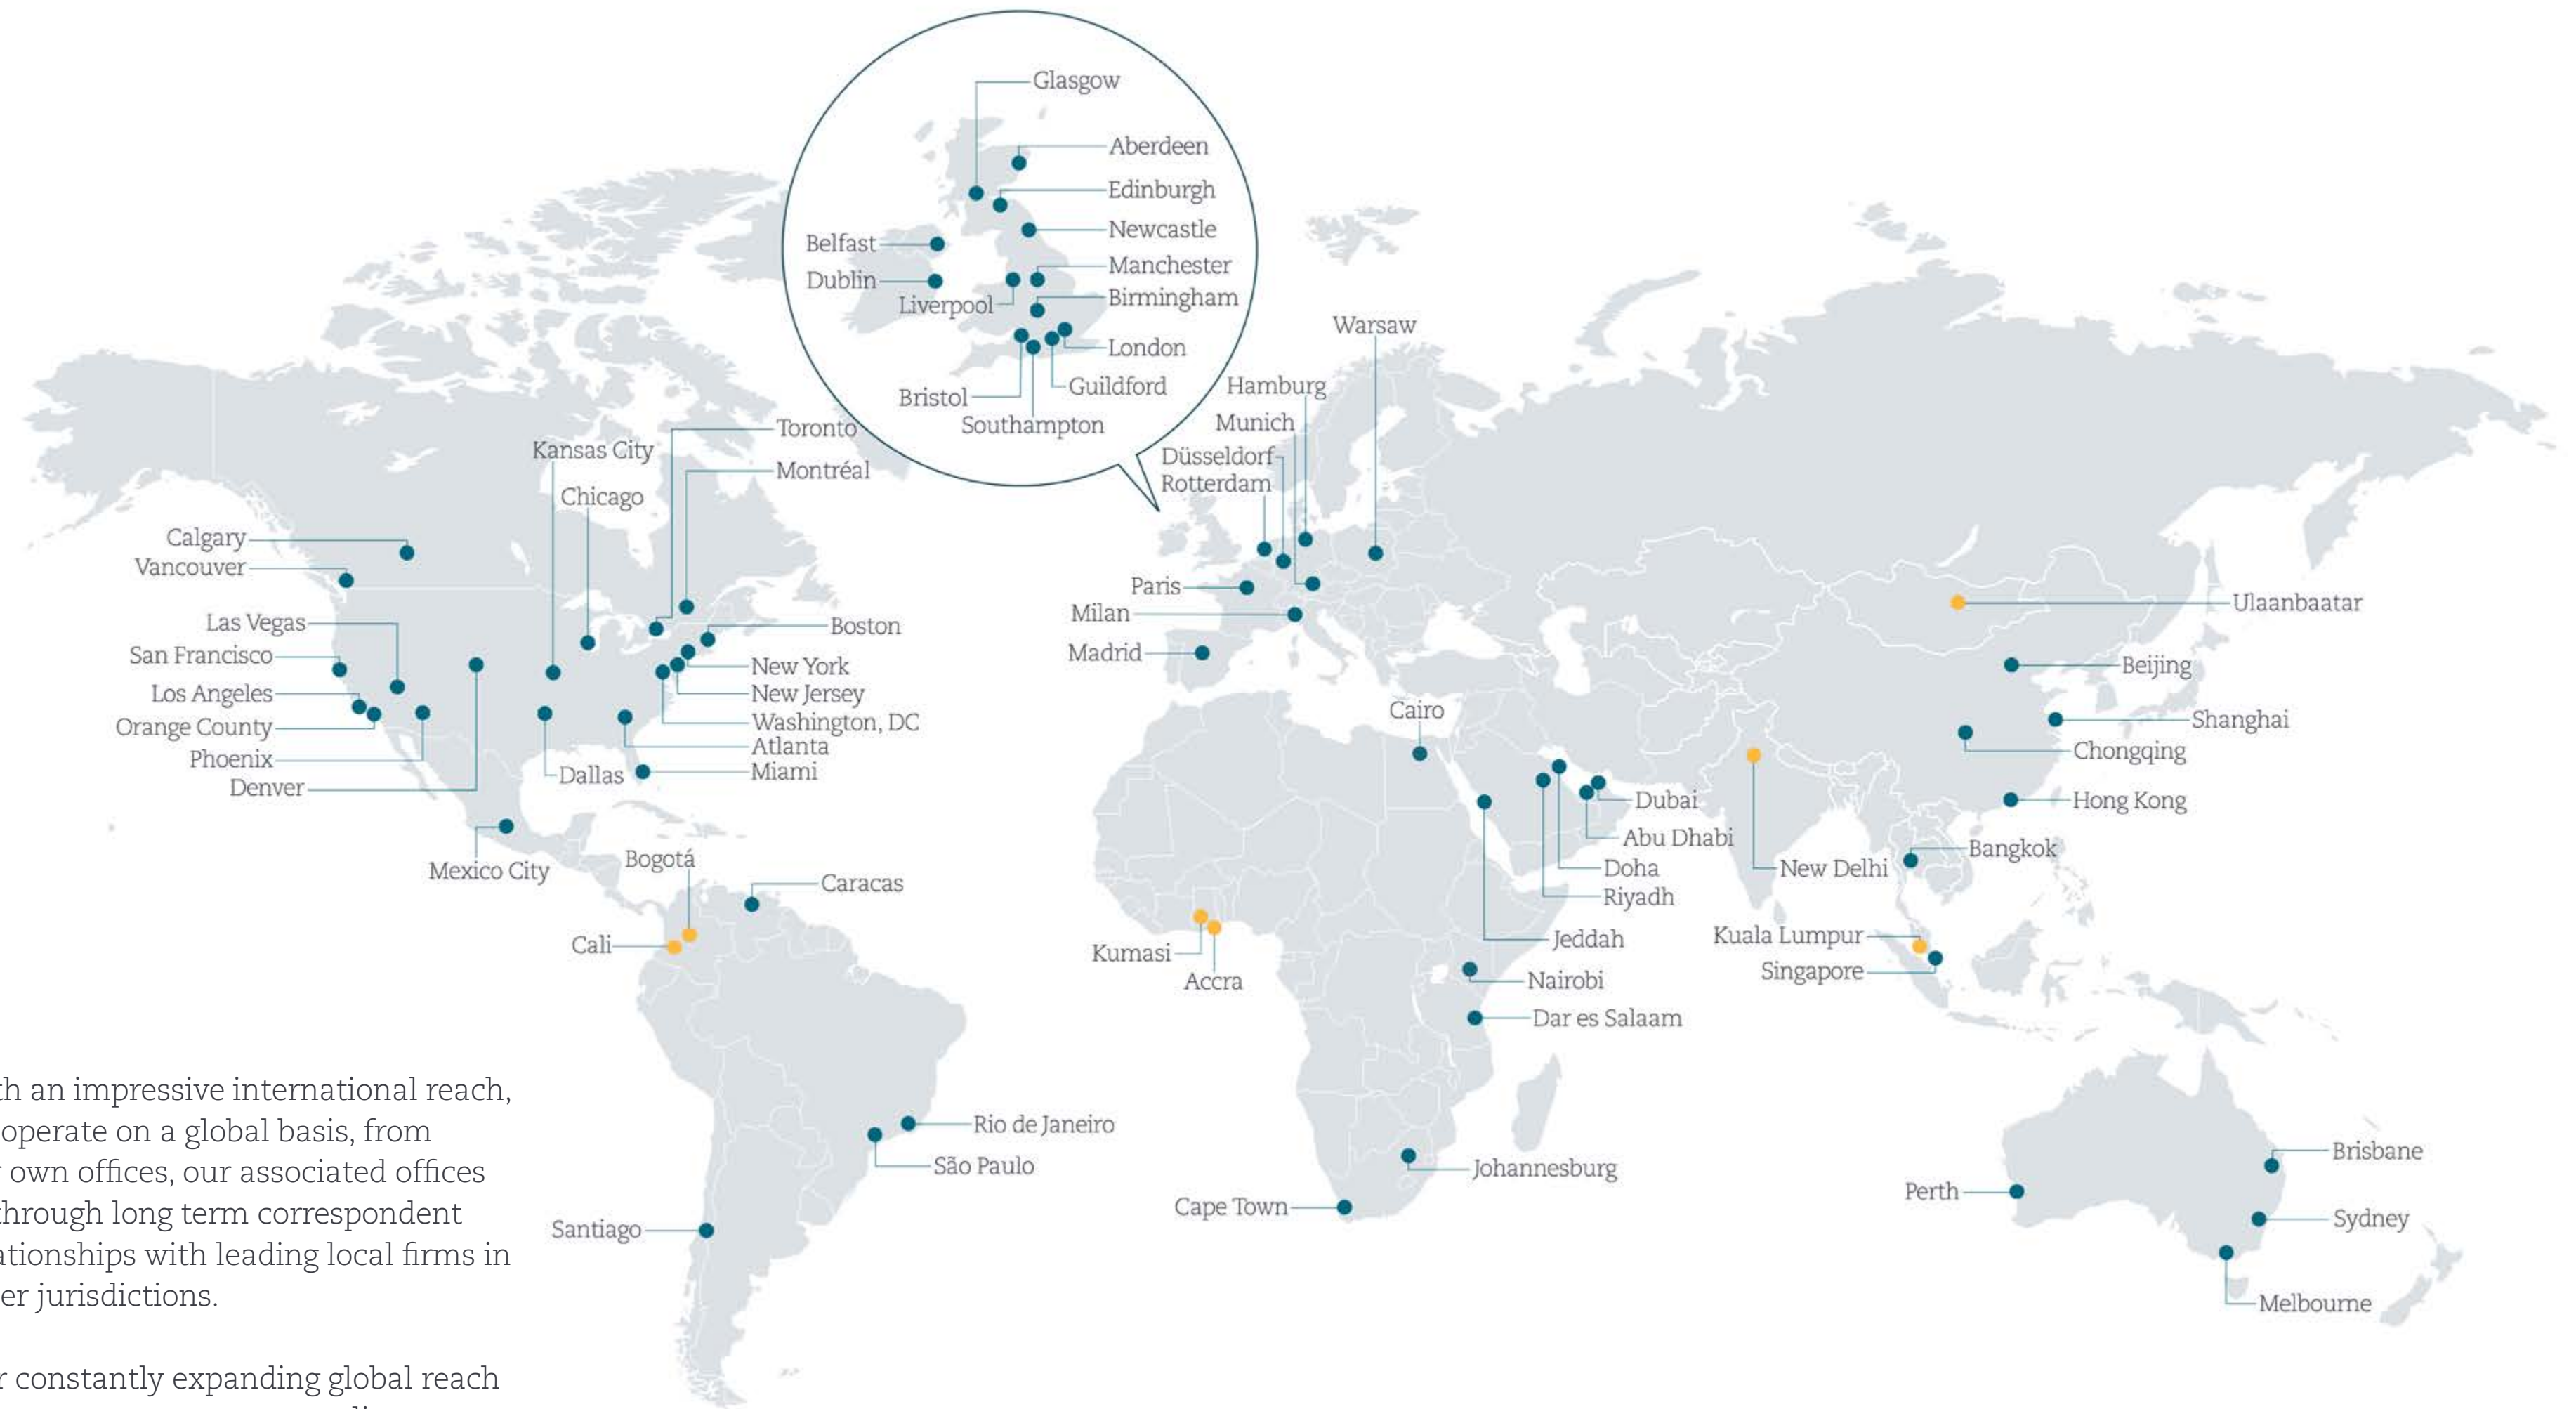 Glasgow
Aberdeen
Edinburgh
Newcastle
Belfast
Manchester
Dublin
Birmingham
Liverpool
London
Guildford
Bristol
Southampton
Toronto
Kansas City
Montréal
Chicago
Calgary
Vancouver
Las Vegas
San Francisco
Los Angeles
Orange County
Phoenix
Denver
Boston
New York
New Jersey
Washington, DC
Atlanta
Dallas
Miami
Mexico City
Bogotá
Caracas
Cali
Rio de Janeiro
São Paulo
Santiago
Warsaw
Hamburg
Munich
Düsseldorf
Rotterdam
Paris
Milan
Madrid
Cairo
Dubai
Abu Dhabi
Doha
Riyadh
Jeddah
Kumasi
Accra
Nairobi
Dar es Salaam
Johannesburg
Cape Town
Ulaanbaatar
Beijing
Shanghai
Chongqing
Hong Kong
New Delhi
Bangkok
Kuala Lumpur
Singapore
Brisbane
Perth
Sydney
Melbourne
an impressive international reach,
operate on a global basis, from
own offices, our associated offices
through long term correspondent
with leading local firms in
jurisdictions.
constantly expanding global reach